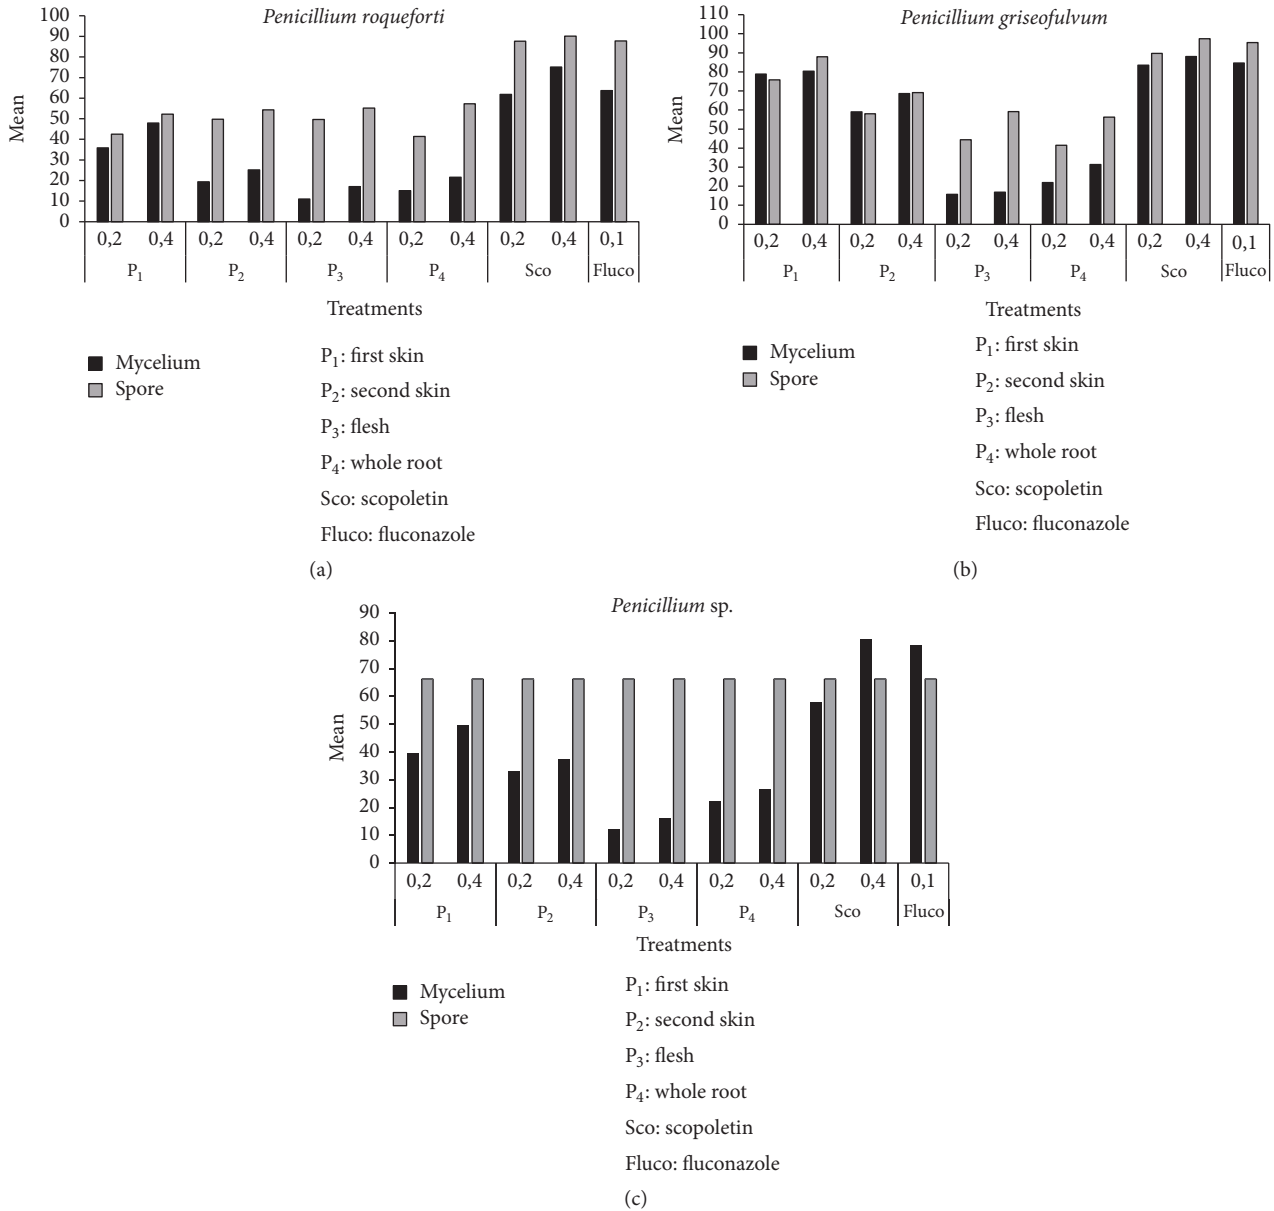 Penicillium roqueforti
Mean
100
90
80
70
60
50
40
30
20
10
0
0,2 0,4 0,2 0,4 0,2 0,4 0,2 0,4 0,2 0,4 0,1
P1 P2 P3 P4 Sco Fluco
Treatments
Mycelium
Spore
P1: first skin
P2: second skin
P3: flesh
P4: whole root
Sco: scopoletin
Fluco: fluconazole
(a)
Penicillium griseofulvum
Mean
110
100
90
80
70
60
50
40
30
20
10
0
0,2 0,4 0,2 0,4 0,2 0,4 0,2 0,4 0,2 0,4 0,1
P1 P2 P3 P4 Sco Fluco
Treatments
Mycelium
Spore
P1: first skin
P2: second skin
P3: flesh
P4: whole root
Sco: scopoletin
Fluco: fluconazole
(b)
Penicillium sp.
Mean
90
80
70
60
50
40
30
20
10
0
0,2 0,4 0,2 0,4 0,2 0,4 0,2 0,4 0,2 0,4 0,1
P1 P2 P3 P4 Sco Fluco
Treatments
Mycelium
Spore
P1: first skin
P2: second skin
P3: flesh
P4: whole root
Sco: scopoletin
Fluco: fluconazole
(c)